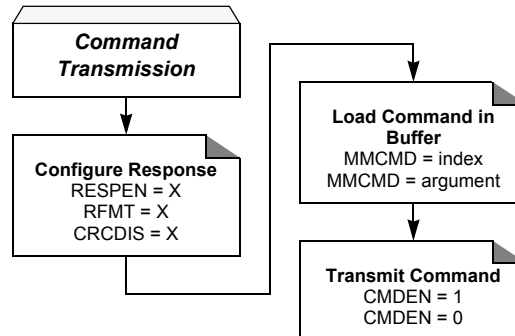 Command
Transmission
Configure Response
RESPEN = X
RFMT = X
CRCDIS = X
Load Command in
Buffer
MMCMD = index
MMCMD = argument
Transmit Command
CMDEN = 1
CMDEN = 0